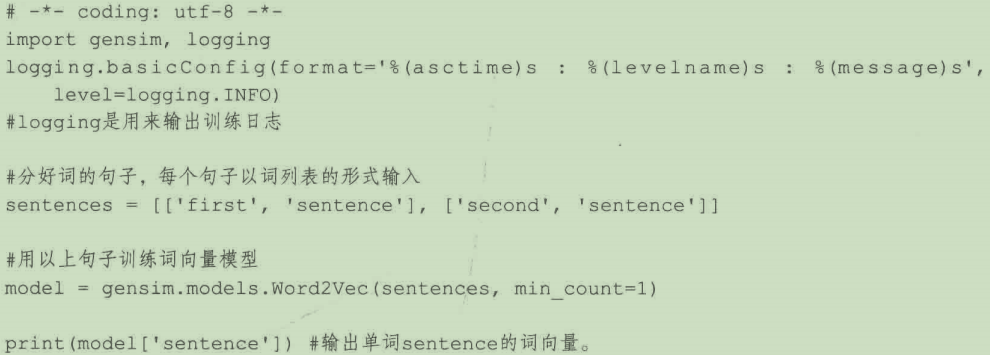 # -*- coding: utf-8 -*-
import gensim, logging
logging.basicConfig(format='%(asctime)s : %(levelname)s : %(message)s',
    level=logging.INFO)
#logging是用来输出训练日志

#分好词的句子，每个句子以词列表的形式输入
sentences = [['first', 'sentence'], ['second', 'sentence']]

#用以上句子训练词向量模型
model = gensim.models.Word2Vec(sentences, min_count=1)

print(model['sentence']) #输出单词sentence的词向量。